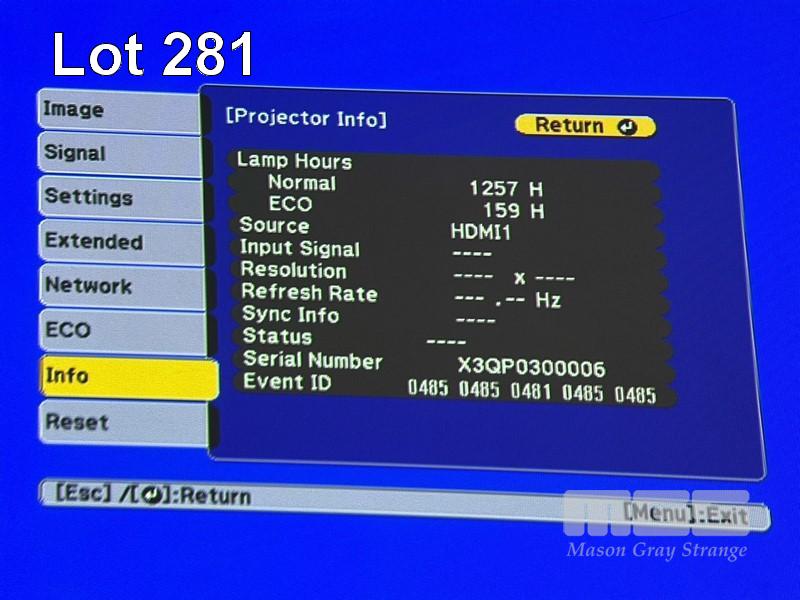 Lot 281
Image
Signal
Settings
Extended
Network
ECO
Info
Reset
[Projector Info]
Return
Lamp Hours
Normal 1257 H
ECO 159 H
Source HDMI1
Input Signal ----
Resolution ---- x ----
Refresh Rate --- .-- Hz
Sync Info ----
Status ----
Serial Number X3QP0300006
Event ID 0485 0485 0481 0485 0485
[Esc] /[⏎]:Return
[Menu]:Exit
MGS
Mason Gray Strange